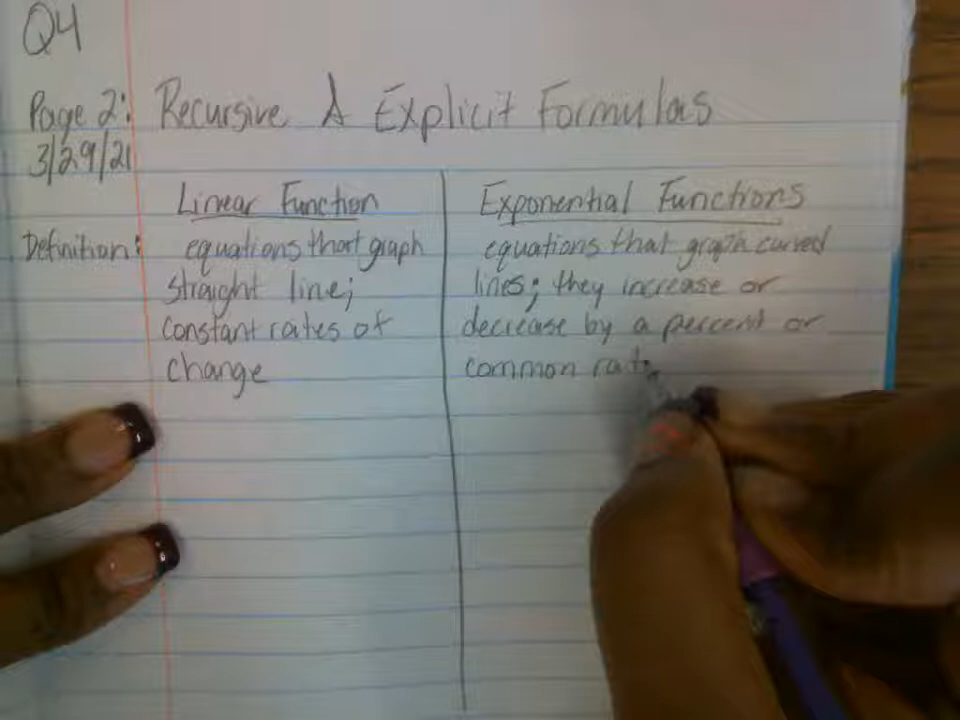 Q4
Page 2: Recursive & Explicit Formulas
3/29/21
Linear Function
Exponential Functions
Definition: equations that graph
straight line;
constant rates of
change
equations that graph curved
lines; they increase or
decrease by a percent or
common rati